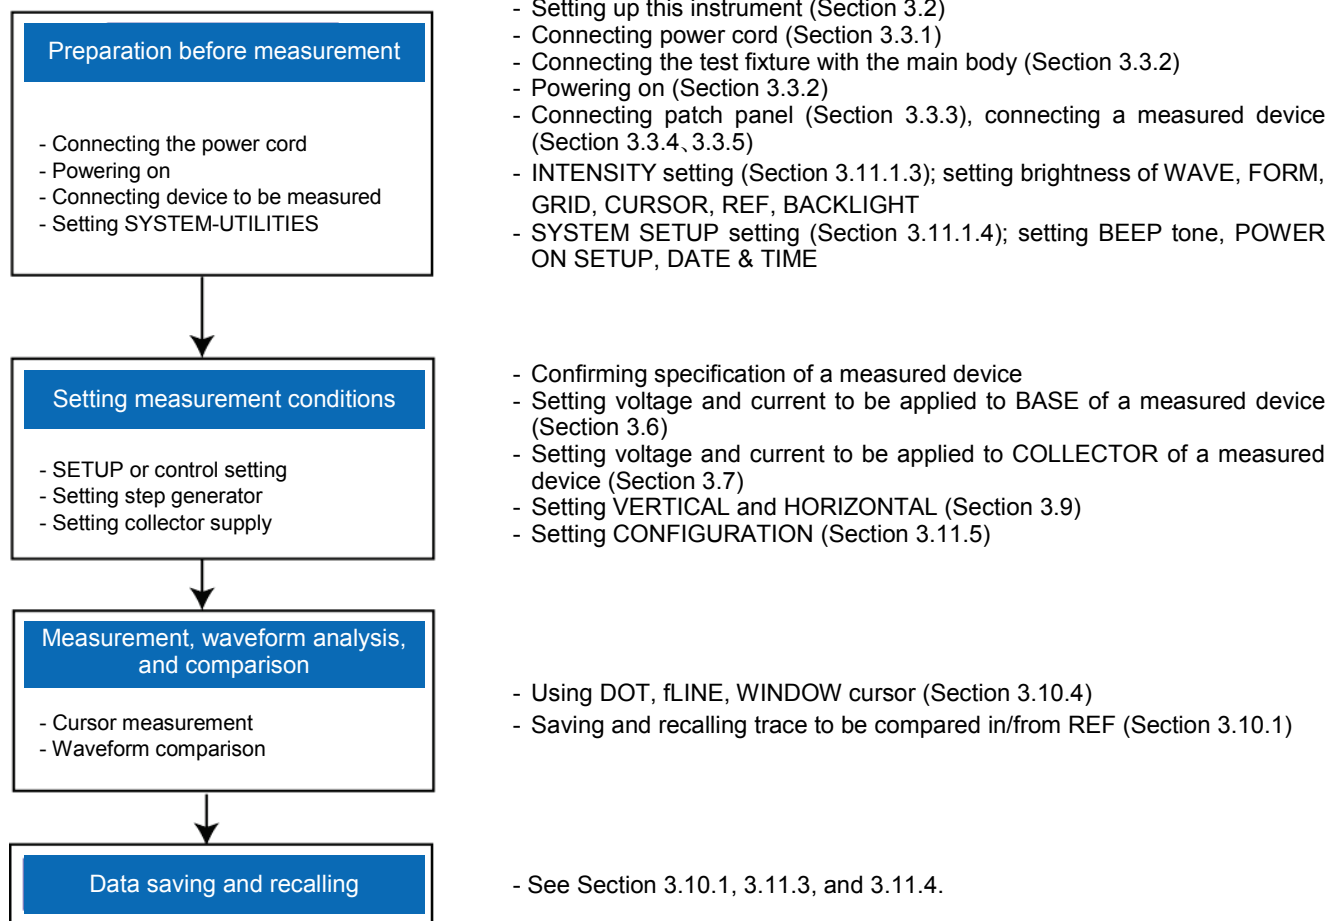 Preparation before measurement
- Connecting the power cord
- Powering on
- Connecting device to be measured
- Setting SYSTEM-UTILITIES
- Setting up this instrument (Section 3.2)
- Connecting power cord (Section 3.3.1)
- Connecting the test fixture with the main body (Section 3.3.2)
- Powering on (Section 3.3.2)
- Connecting patch panel (Section 3.3.3), connecting a measured device
(Section 3.3.4、3.3.5)
- INTENSITY setting (Section 3.11.1.3); setting brightness of WAVE, FORM,
GRID, CURSOR, REF, BACKLIGHT
- SYSTEM SETUP setting (Section 3.11.1.4); setting BEEP tone, POWER
ON SETUP, DATE & TIME
Setting measurement conditions
- SETUP or control setting
- Setting step generator
- Setting collector supply
- Confirming specification of a measured device
- Setting voltage and current to be applied to BASE of a measured device
(Section 3.6)
- Setting voltage and current to be applied to COLLECTOR of a measured
device (Section 3.7)
- Setting VERTICAL and HORIZONTAL (Section 3.9)
- Setting CONFIGURATION (Section 3.11.5)
Measurement, waveform analysis,
and comparison
- Cursor measurement
- Waveform comparison
- Using DOT, fLINE, WINDOW cursor (Section 3.10.4)
- Saving and recalling trace to be compared in/from REF (Section 3.10.1)
Data saving and recalling
- See Section 3.10.1, 3.11.3, and 3.11.4.